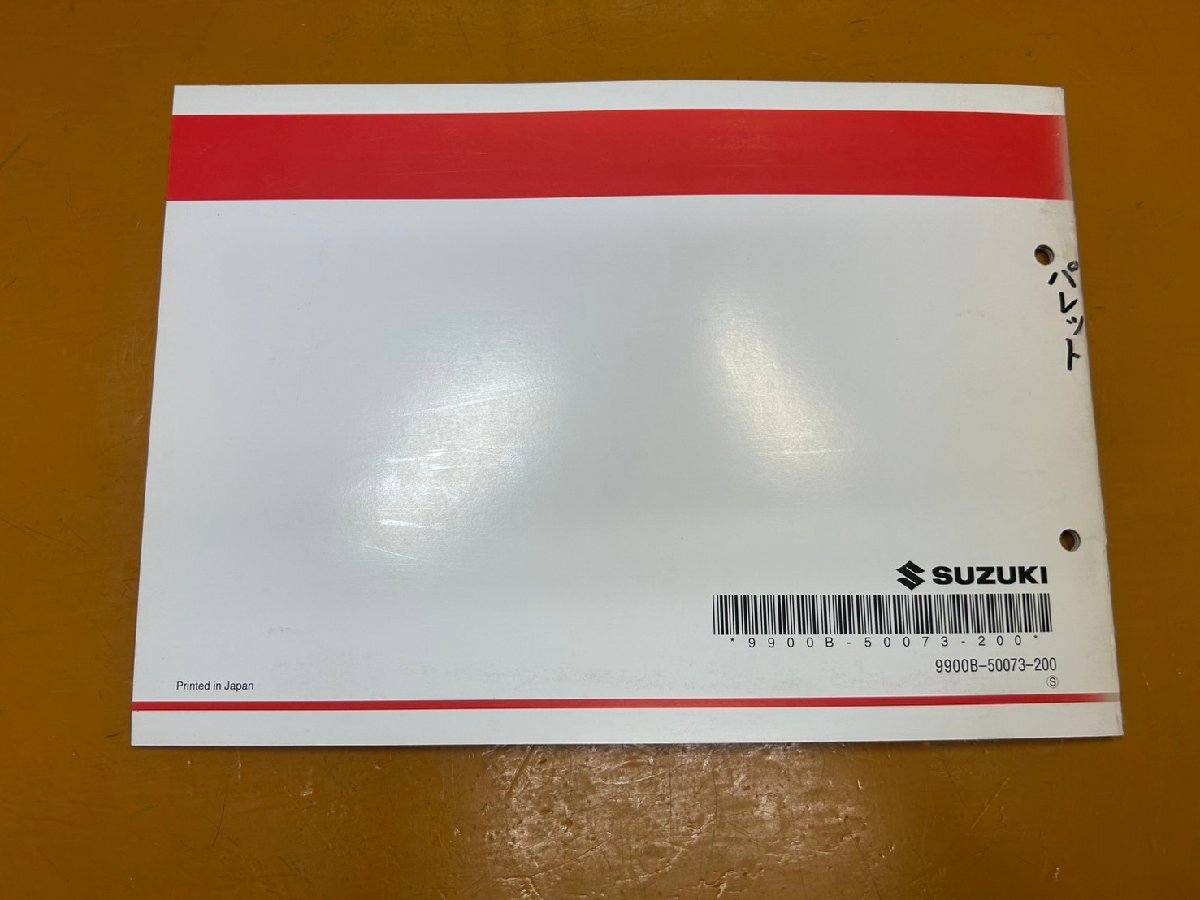 パレット
SUZUKI
*9900B-50073-200*
9900B-50073-200
Ⓢ
Printed in Japan